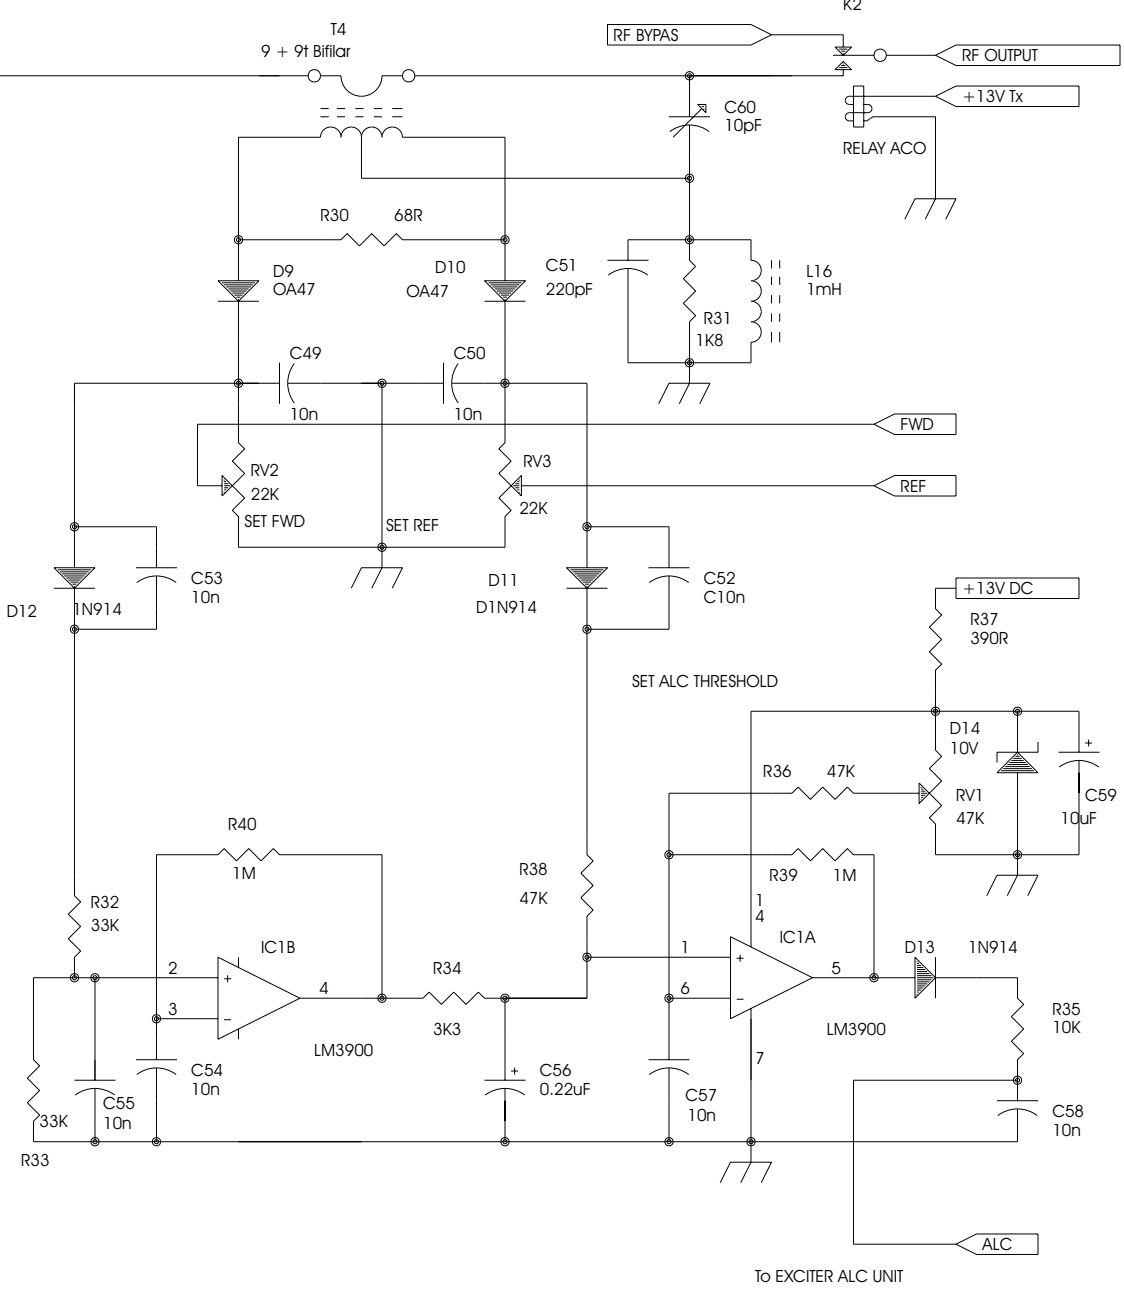 K2
T4
9 + 9t Bifilar
RF BYPAS
RF OUTPUT
+13V Tx
C60
10pF
RELAY ACO
R30 68R
D9
OA47
D10
OA47
C51
220pF
L16
1mH
R31
1K8
C49
10n
C50
10n
FWD
RV2
22K
SET FWD
RV3
22K
SET REF
REF
C53
10n
D12 1N914
D11
D1N914
C52
C10n
+13V DC
R37
390R
SET ALC THRESHOLD
D14
10V
R36 47K
RV1
47K
C59
10uF
R40
1M
R38
47K
R39 1M
R32
33K
1
4
IC1B
IC1A
D13 1N914
2
+
4
3
−
R34
3K3
1
+
5
6
−
LM3900
LM3900
R35
10K
7
C54
10n
+
C56
0.22uF
C57
10n
C55
10n
33K
R33
C58
10n
+
ALC
To EXCITER ALC UNIT